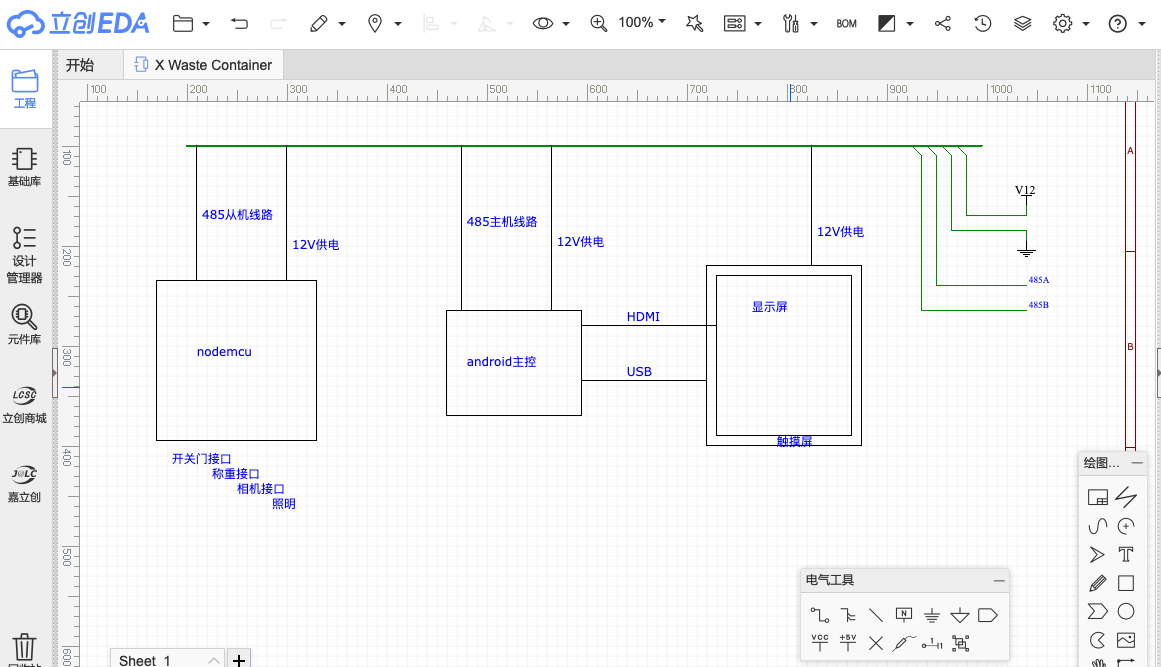 立创EDA
100%
BOM
开始
X Waste Container
工程
基础库
设计
管理器
元件库
LCSC
立创商城
J@LC
嘉立创
100
200
300
400
500
600
700
800
900
1000
1100
100
200
300
400
500
600
A
B
485从机线路
12V供电
485主机线路
12V供电
12V供电
V12
485A
485B
nodemcu
android主控
HDMI
USB
显示屏
触摸屏
开关门接口
称重接口
相机接口
照明
绘图...
T
电气工具
N
VCC
+5V
Sheet_1